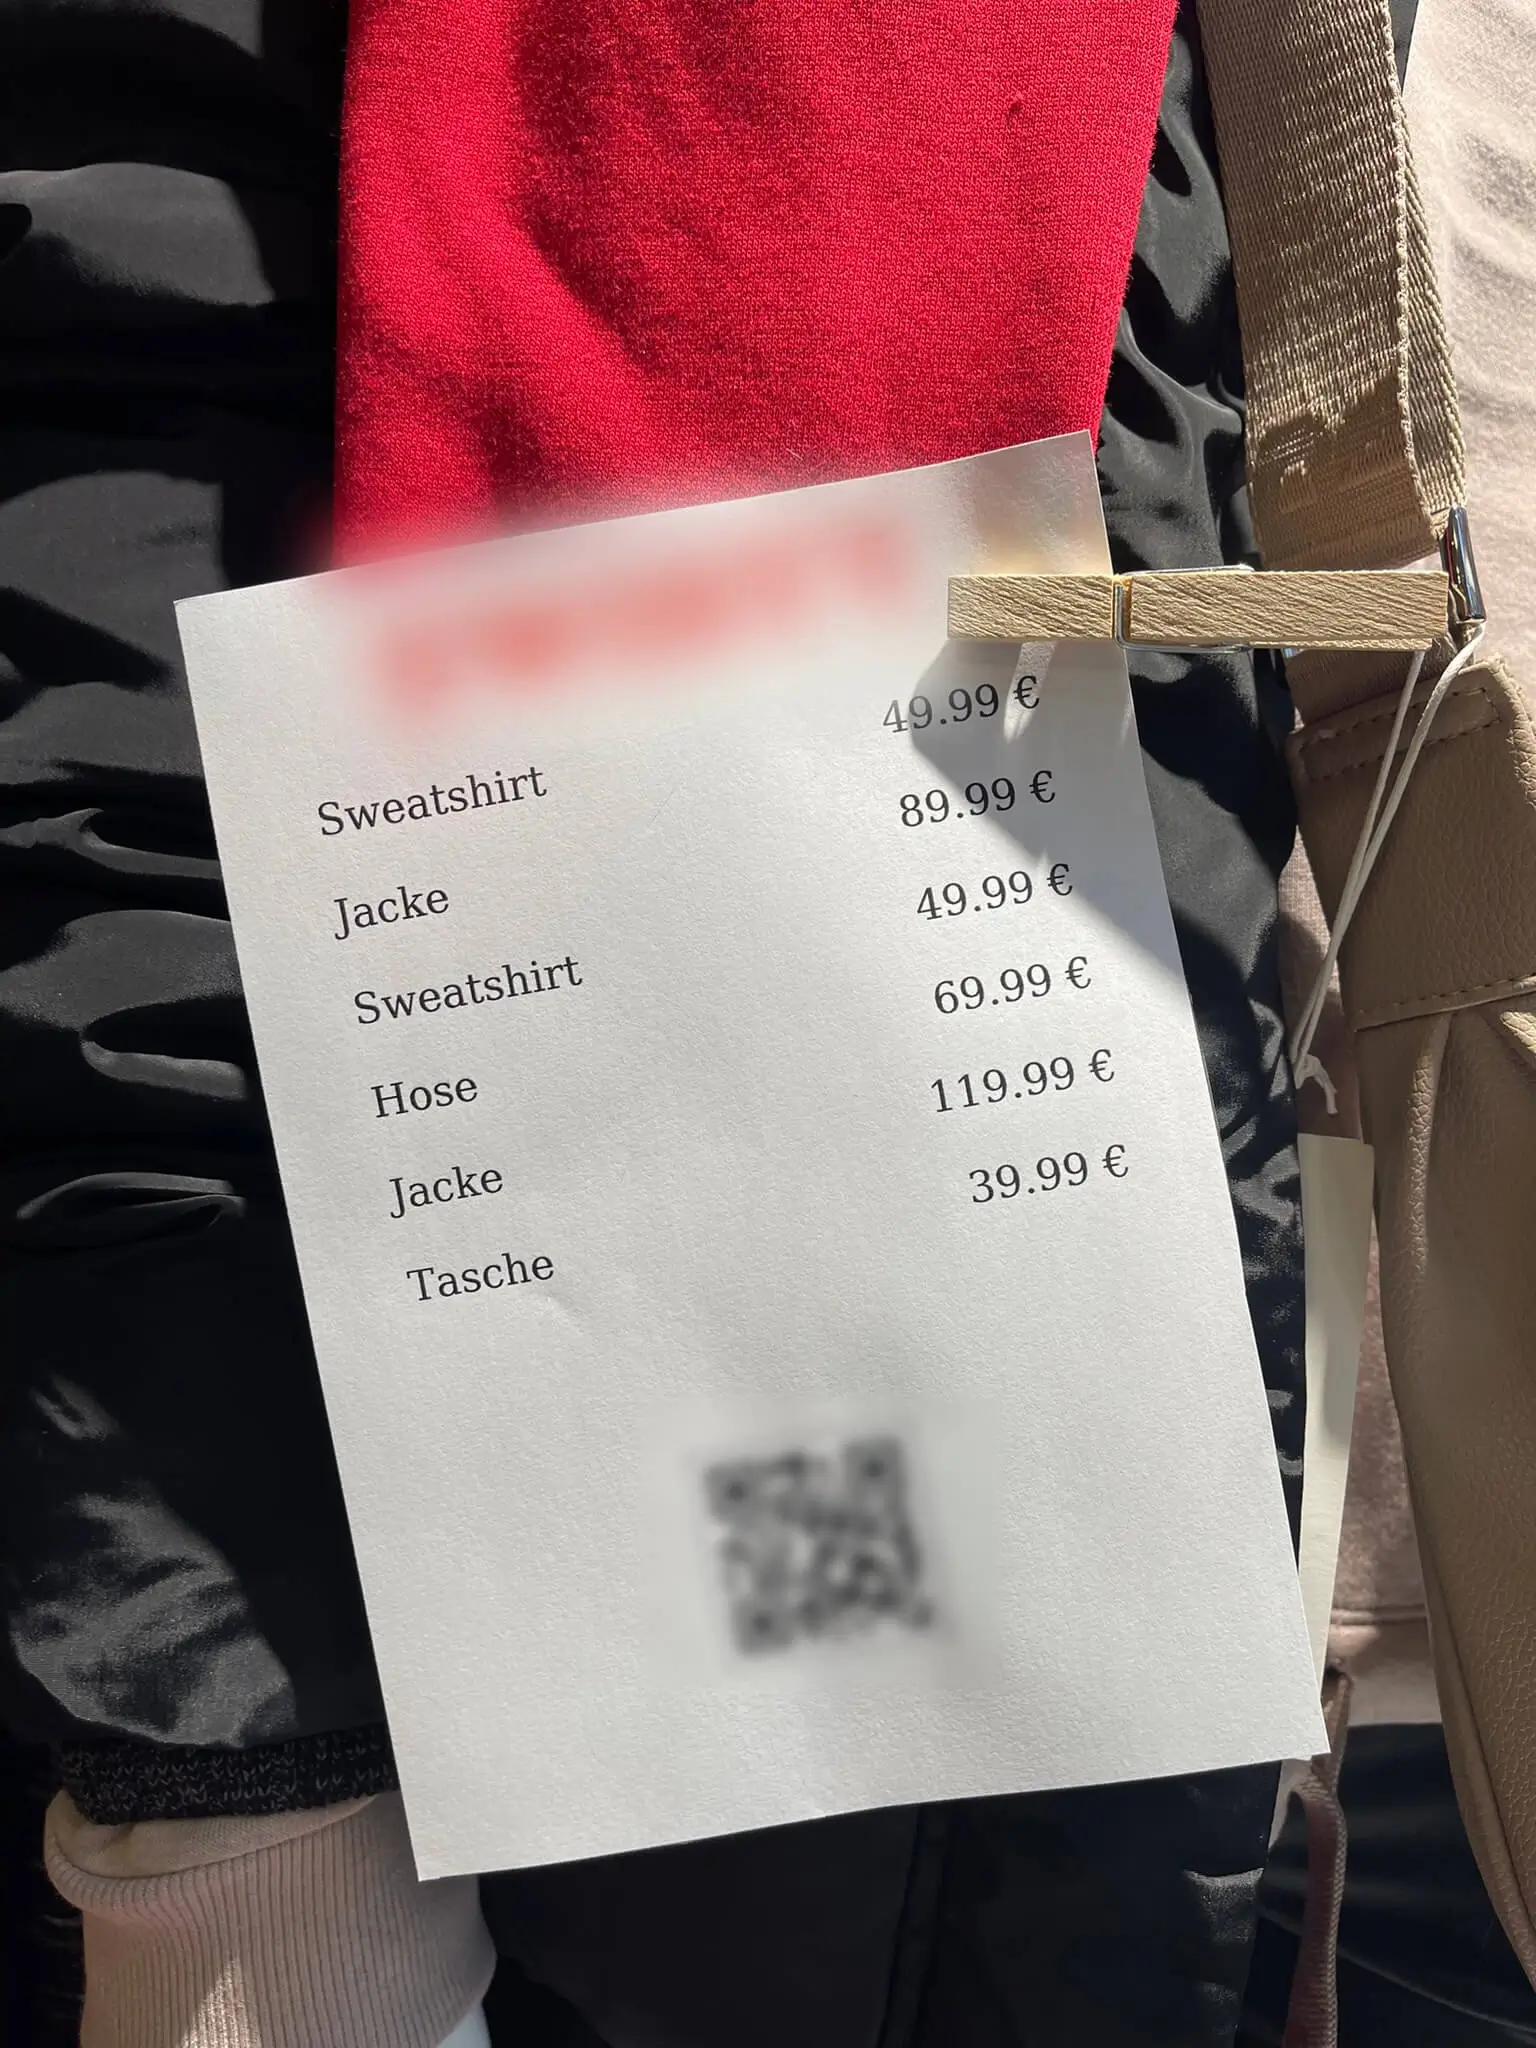 Sweatshirt 49.99 €
Jacke 89.99 €
Sweatshirt 49.99 €
Hose 69.99 €
Jacke 119.99 €
Tasche 39.99 €